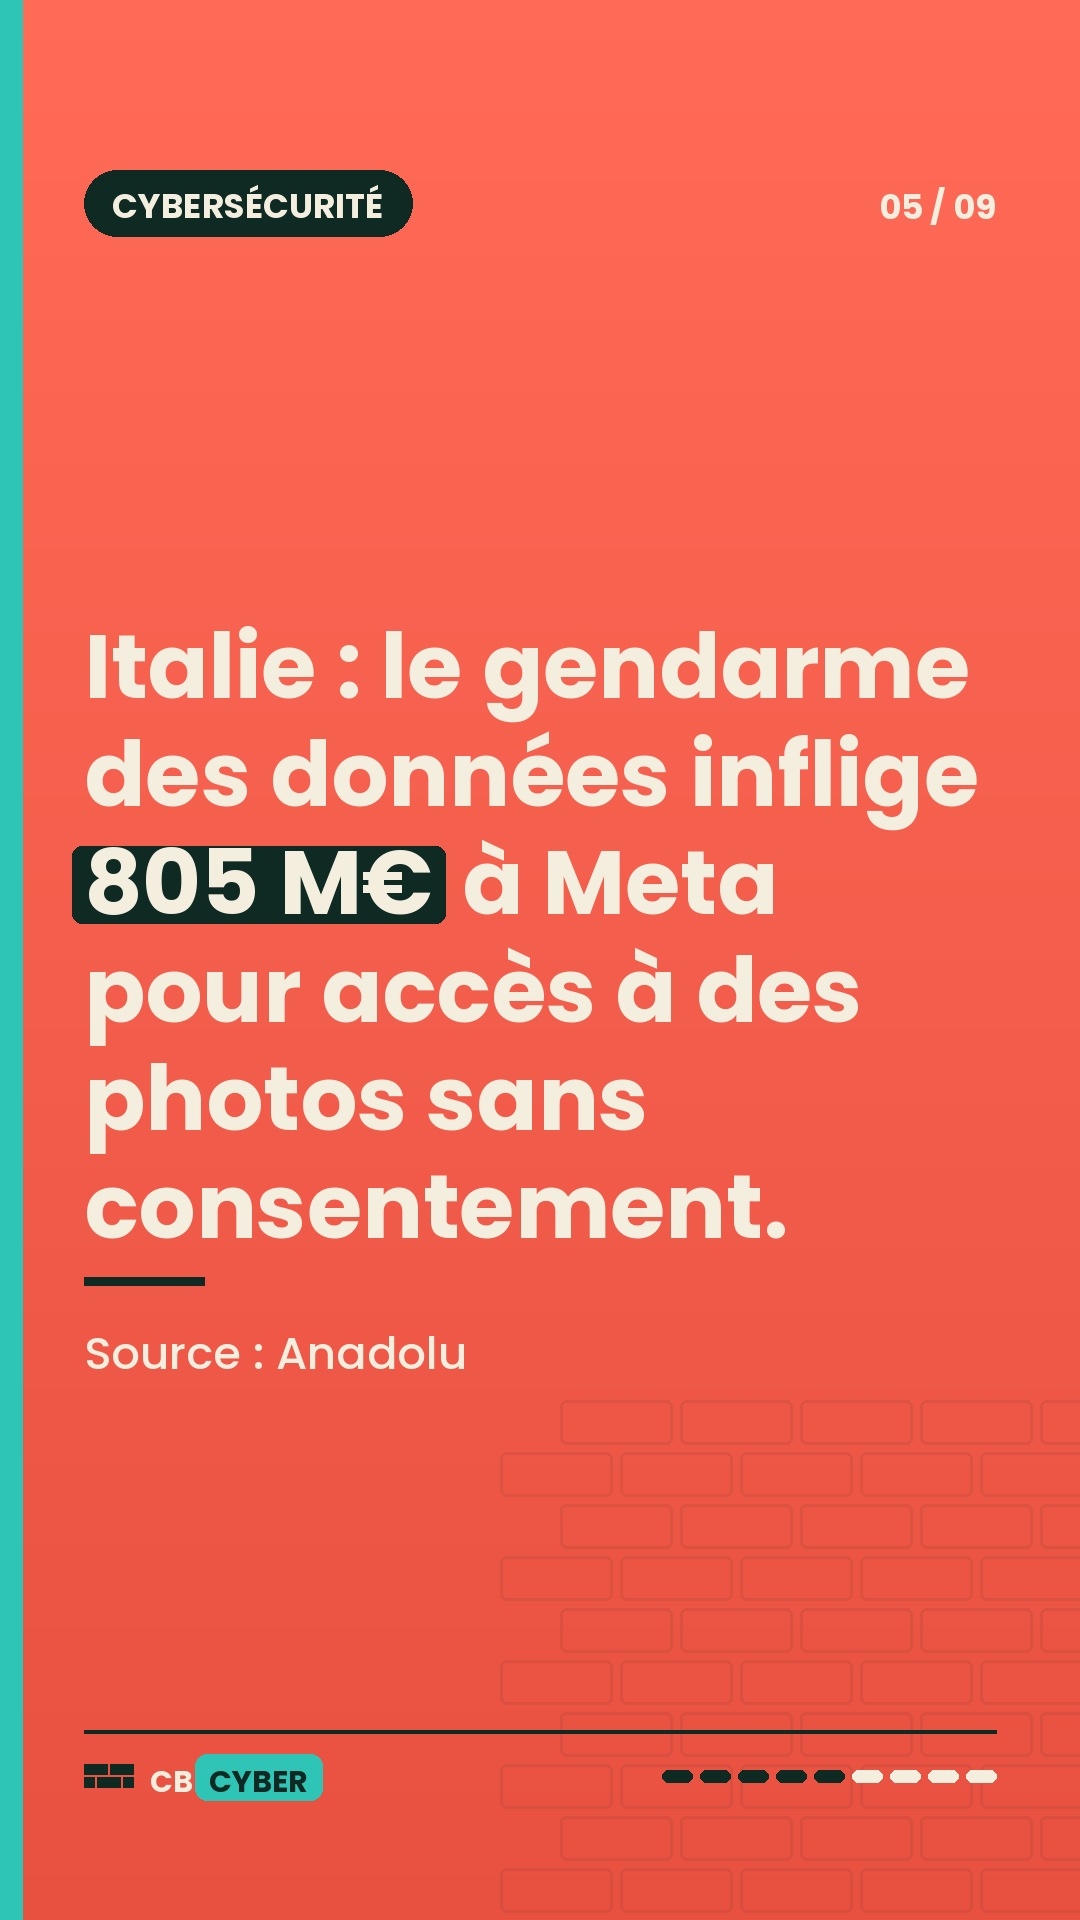 CYBERSÉCURITÉ
05 / 09
Italie : le gendarme
des données inflige
805 M€ à Meta
pour accès à des
photos sans
consentement.
Source : Anadolu
CB CYBER